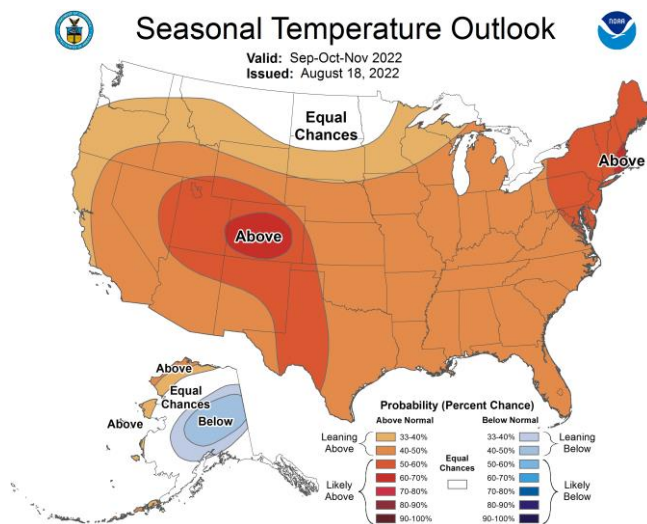 Seasonal Temperature Outlook
NOAA
Valid: Sep-Oct-Nov 2022
Issued: August 18, 2022
Equal
Chances
Above
Above
Above
Equal
Chances
Above
Below
Probability (Percent Chance)
Above Normal
Below Normal
Leaning
Above
33-40%
40-50%
Likely
Above
50-60%
60-70%
70-80%
80-90%
90-100%
Equal
Chances
33-40%
40-50%
Leaning
Below
50-60%
60-70%
70-80%
80-90%
90-100%
Likely
Below